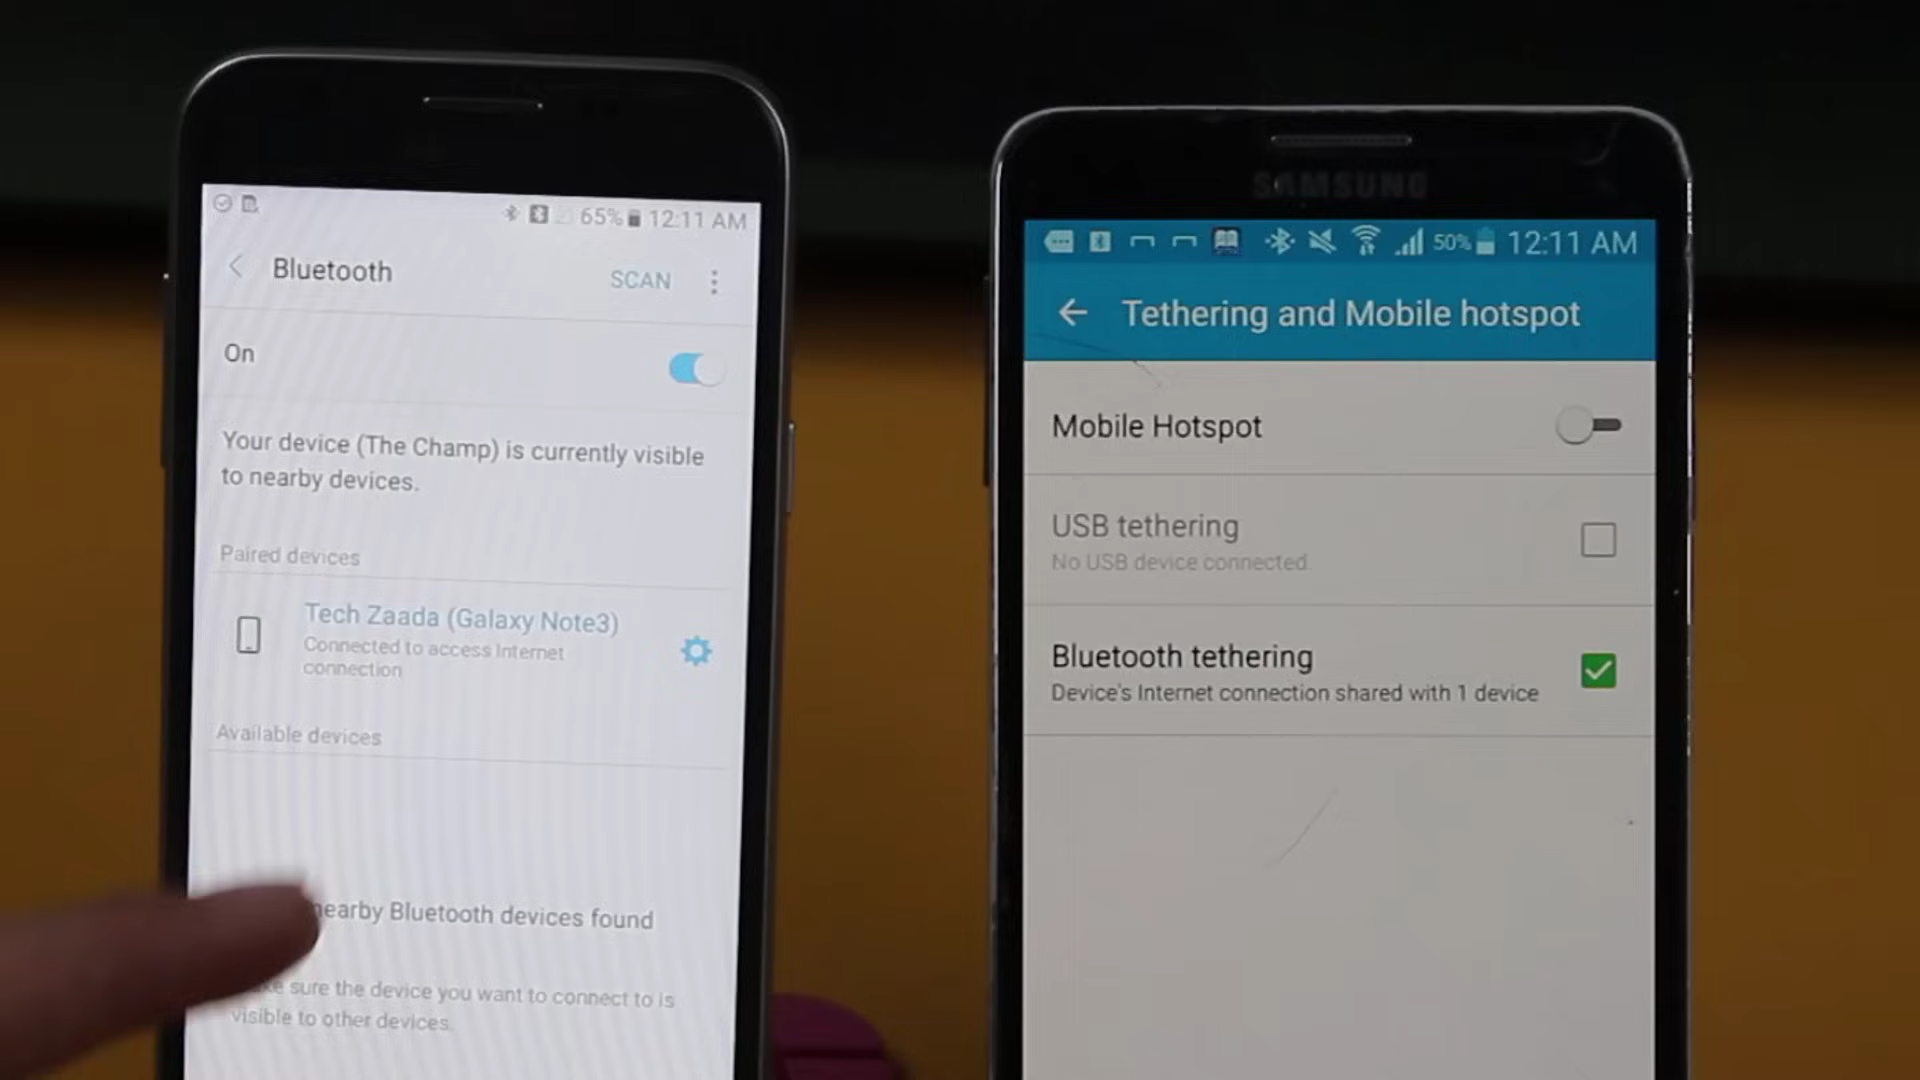 65% 12:11 AM
Bluetooth
SCAN
On
Your device (The Champ) is currently visible
to nearby devices.
Paired devices
Tech Zaada (Galaxy Note3)
Connected to access Internet
connection
Available devices
nearby Bluetooth devices found
sure the device you want to connect to is
visible to other devices.
SAMSUNG
50% 12:11 AM
Tethering and Mobile hotspot
Mobile Hotspot
USB tethering
No USB device connected
Bluetooth tethering
Device's Internet connection shared with 1 device